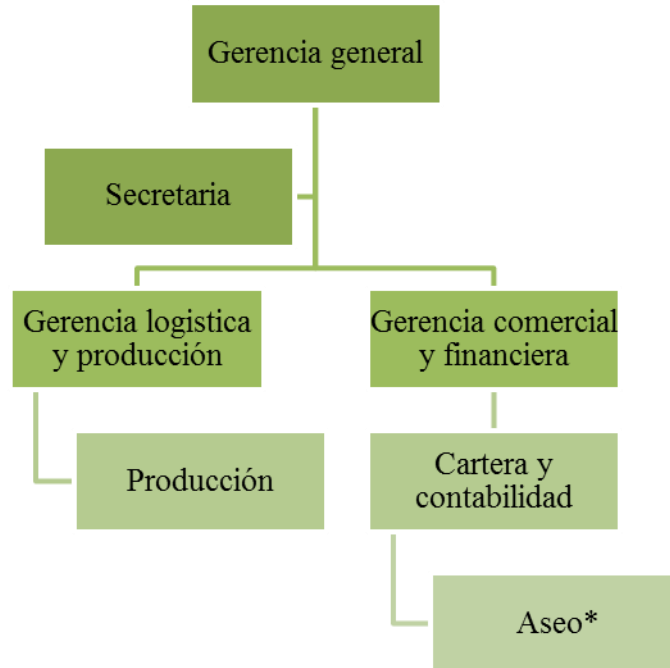 Gerencia general
Secretaria
Gerencia logistica
y producción
Gerencia comercial
y financiera
Producción
Cartera y
contabilidad
Aseo*